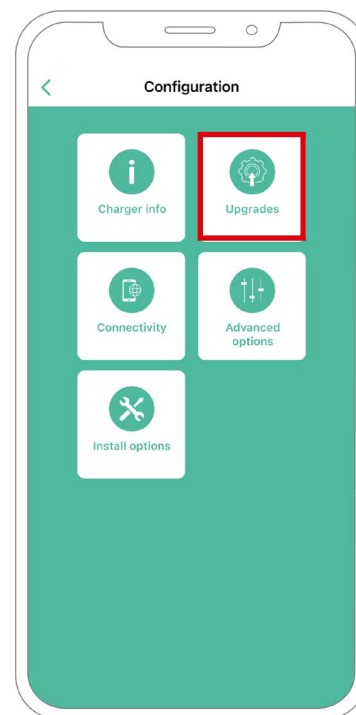 Configuration
Charger info
Upgrades
Connectivity
Advanced
options
Install options